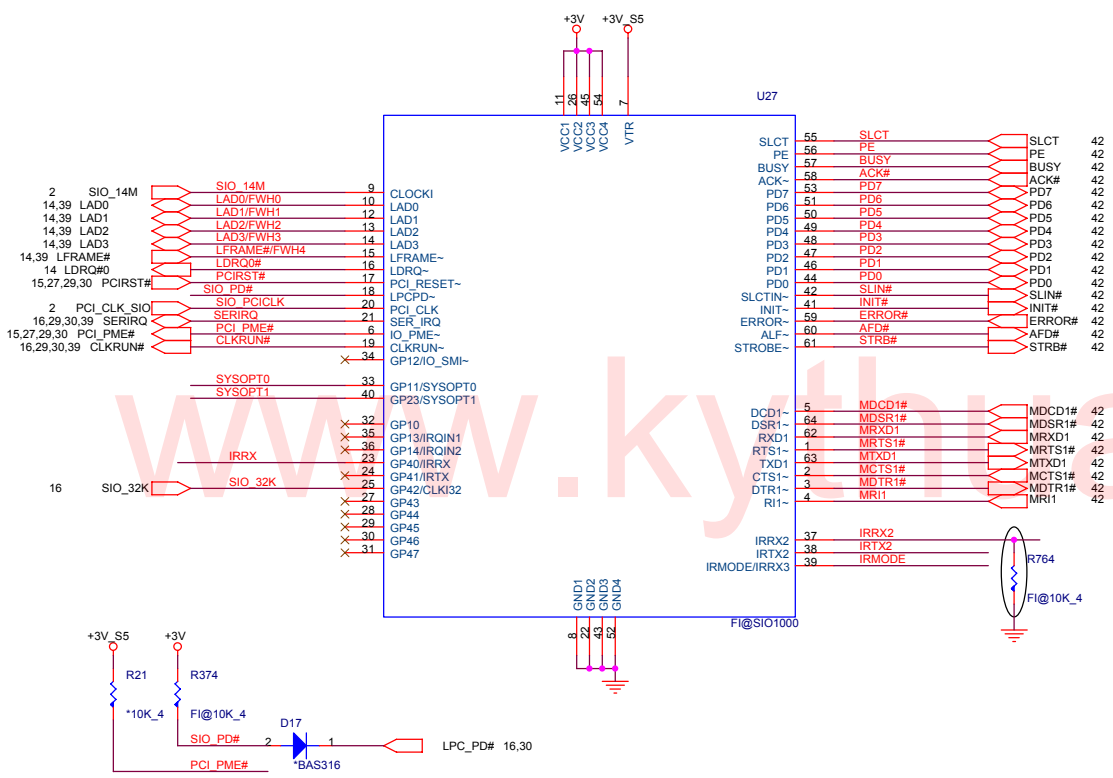 +3V +3V_S5
U27
11 26 45 54 7
VCC1 VCC2 VCC3 VCC4 VTR
2 SIO_14M SIO_14M 9 CLOCKI
14,39 LAD0 LAD0/FWH0 10 LAD0
14,39 LAD1 LAD1/FWH1 12 LAD1
14,39 LAD2 LAD2/FWH2 13 LAD2
14,39 LAD3 LAD3/FWH3 14 LAD3
14,39 LFRAME# LFRAME#/FWH4 15 LFRAME~
14 LDRQ#0 LDRQ0# 16 LDRQ~
15,27,29,30 PCIRST# PCIRST# 17 PCI_RESET~
SIO_PD# 18 LPCPD~
2 PCI_CLK_SIO SIO_PCICLK 20 PCI_CLK
16,29,30,39 SERIRQ SERIRQ 21 SER_IRQ
15,27,29,30 PCI_PME# PCI_PME# 6 IO_PME~
16,29,30,39 CLKRUN# CLKRUN# 19 CLKRUN~
34 GP12/IO_SMI~
SYSOPT0 33 GP11/SYSOPT0
SYSOPT1 40 GP23/SYSOPT1
32 GP10
35 GP13/IRQIN1
36 GP14/IRQIN2
IRRX 23 GP40/IRRX
24 GP41/IRTX
16 SIO_32K SIO_32K 25 GP42/CLKI32
27 GP43
28 GP44
29 GP45
30 GP46
31 GP47
SLCT 55 SLCT SLCT 42
PE 56 PE PE 42
BUSY 57 BUSY BUSY 42
ACK~ 58 ACK# ACK# 42
PD7 53 PD7 PD7 42
PD6 51 PD6 PD6 42
PD5 50 PD5 PD5 42
PD4 49 PD4 PD4 42
PD3 48 PD3 PD3 42
PD2 47 PD2 PD2 42
PD1 46 PD1 PD1 42
PD0 44 PD0 PD0 42
SLCTIN~ 42 SLIN# SLIN# 42
INIT~ 41 INIT# INIT# 42
ERROR~ 59 ERROR# ERROR# 42
ALF~ 60 AFD# AFD# 42
STROBE~ 61 STRB# STRB# 42
DCD1~ 5 MDCD1# MDCD1# 42
DSR1~ 64 MDSR1# MDSR1# 42
RXD1 62 MRXD1 MRXD1 42
RTS1~ 1 MRTS1# MRTS1# 42
TXD1 63 MTXD1 MTXD1 42
CTS1~ 2 MCTS1# MCTS1# 42
DTR1~ 3 MDTR1# MDTR1# 42
RI1~ 4 MRI1 MRI1 42
IRRX2 37 IRRX2
IRTX2 38 IRTX2
IRMODE/IRRX3 39 IRMODE
R764
FI@10K_4
GND1 GND2 GND3 GND4
8 22 43 52
FI@SIO1000
+3V_S5 +3V
R21 R374
*10K_4 FI@10K_4
SIO_PD# 2 D17 1 LPC_PD# 16,30
*BAS316
PCI_PME#
www.kythua